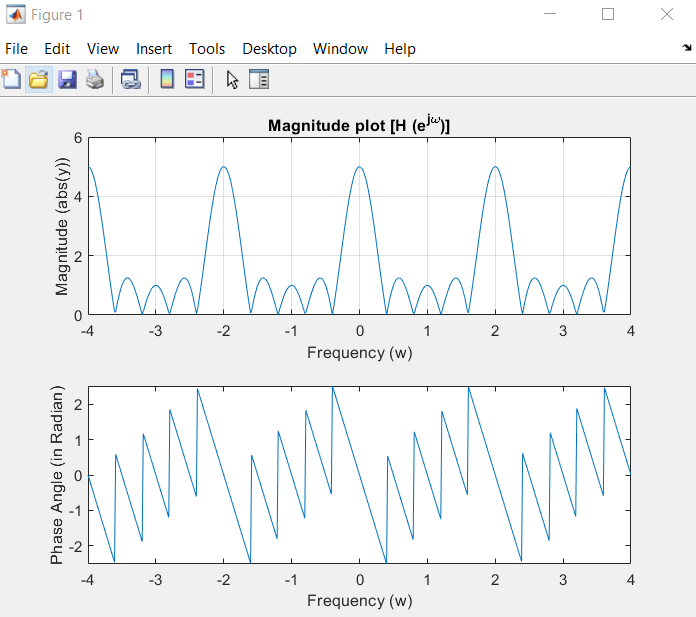 Figure 1
File Edit View Insert Tools Desktop Window Help
Magnitude plot [H (e^jω)]
Magnitude (abs(y))
6
4
2
0
-4 -3 -2 -1 0 1 2 3 4
Frequency (w)
Phase Angle (in Radian)
2
1
0
-1
-2
-4 -3 -2 -1 0 1 2 3 4
Frequency (w)